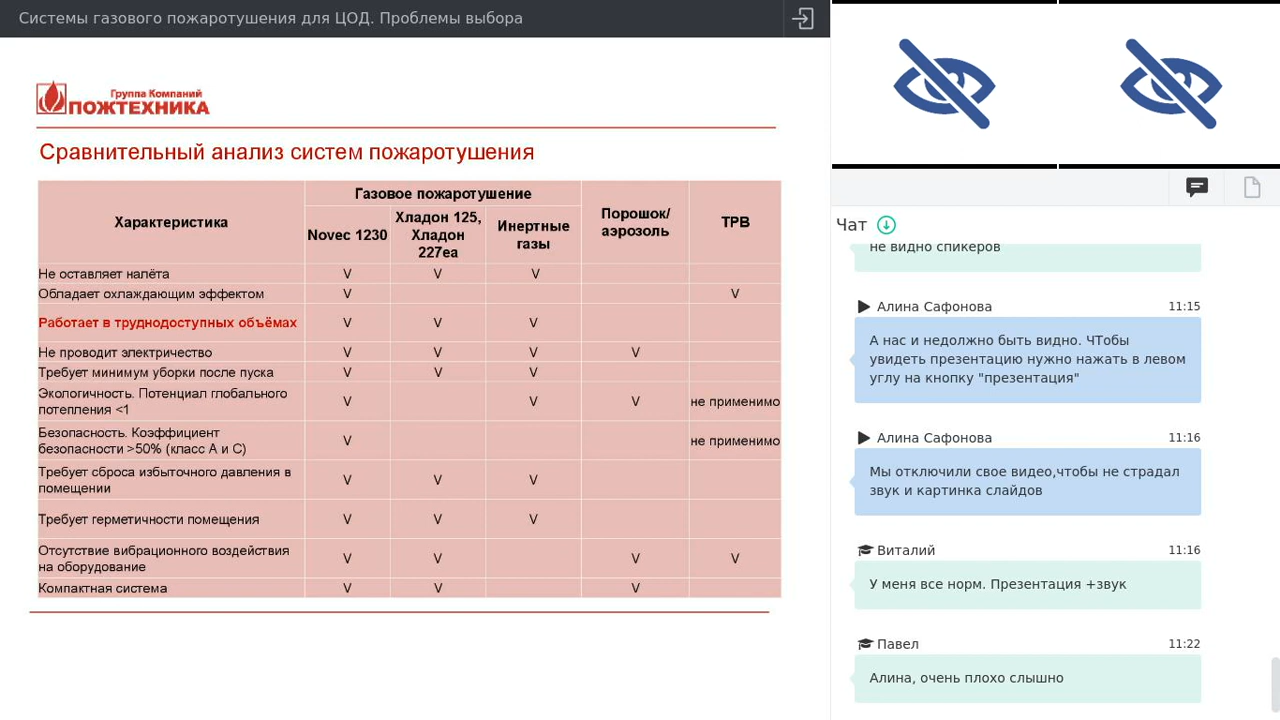 Системы газового пожаротушения для ЦОД. Проблемы выбора
Группа Компаний
ПОЖТЕХНИКА
Сравнительный анализ систем пожаротушения
Характеристика
Газовое пожаротушение
Порошок/
аэрозоль
ТРВ
Novec 1230
Хладон 125,
Хладон
227еа
Инертные
газы
Не оставляет налёта V V V
Обладает охлаждающим эффектом V V
Работает в труднодоступных объёмах V V V
Не проводит электричество V V V V
Требует минимум уборки после пуска V V V
Экологичность. Потенциал глобального
потепления <1 V V V не применимо
Безопасность. Коэффициент
безопасности >50% (класс А и С) V не применимо
Требует сброса избыточного давления в
помещении V V V
Требует герметичности помещения V V V
Отсутствие вибрационного воздействия
на оборудование V V V V
Компактная система V V V
Чат
не видно спикеров
Алина Сафонова 11:15
А нас и недолжно быть видно. ЧТобы
увидеть презентацию нужно нажать в левом
углу на кнопку "презентация"
Алина Сафонова 11:16
Мы отключили свое видео,чтобы не страдал
звук и картинка слайдов
Виталий 11:16
У меня все норм. Презентация +звук
Павел 11:22
Алина, очень плохо слышно